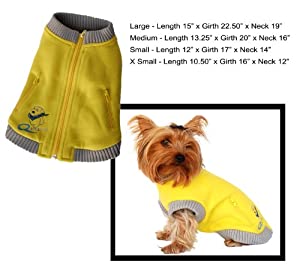 Large - Length 15" x Girth 22.50" x Neck 19"
Medium - Length 13.25" x Girth 20" x Neck 16"
Small - Length 12" x Girth 17" x Neck 14"
X Small - Length 10.50" x Girth 16" x Neck 12"